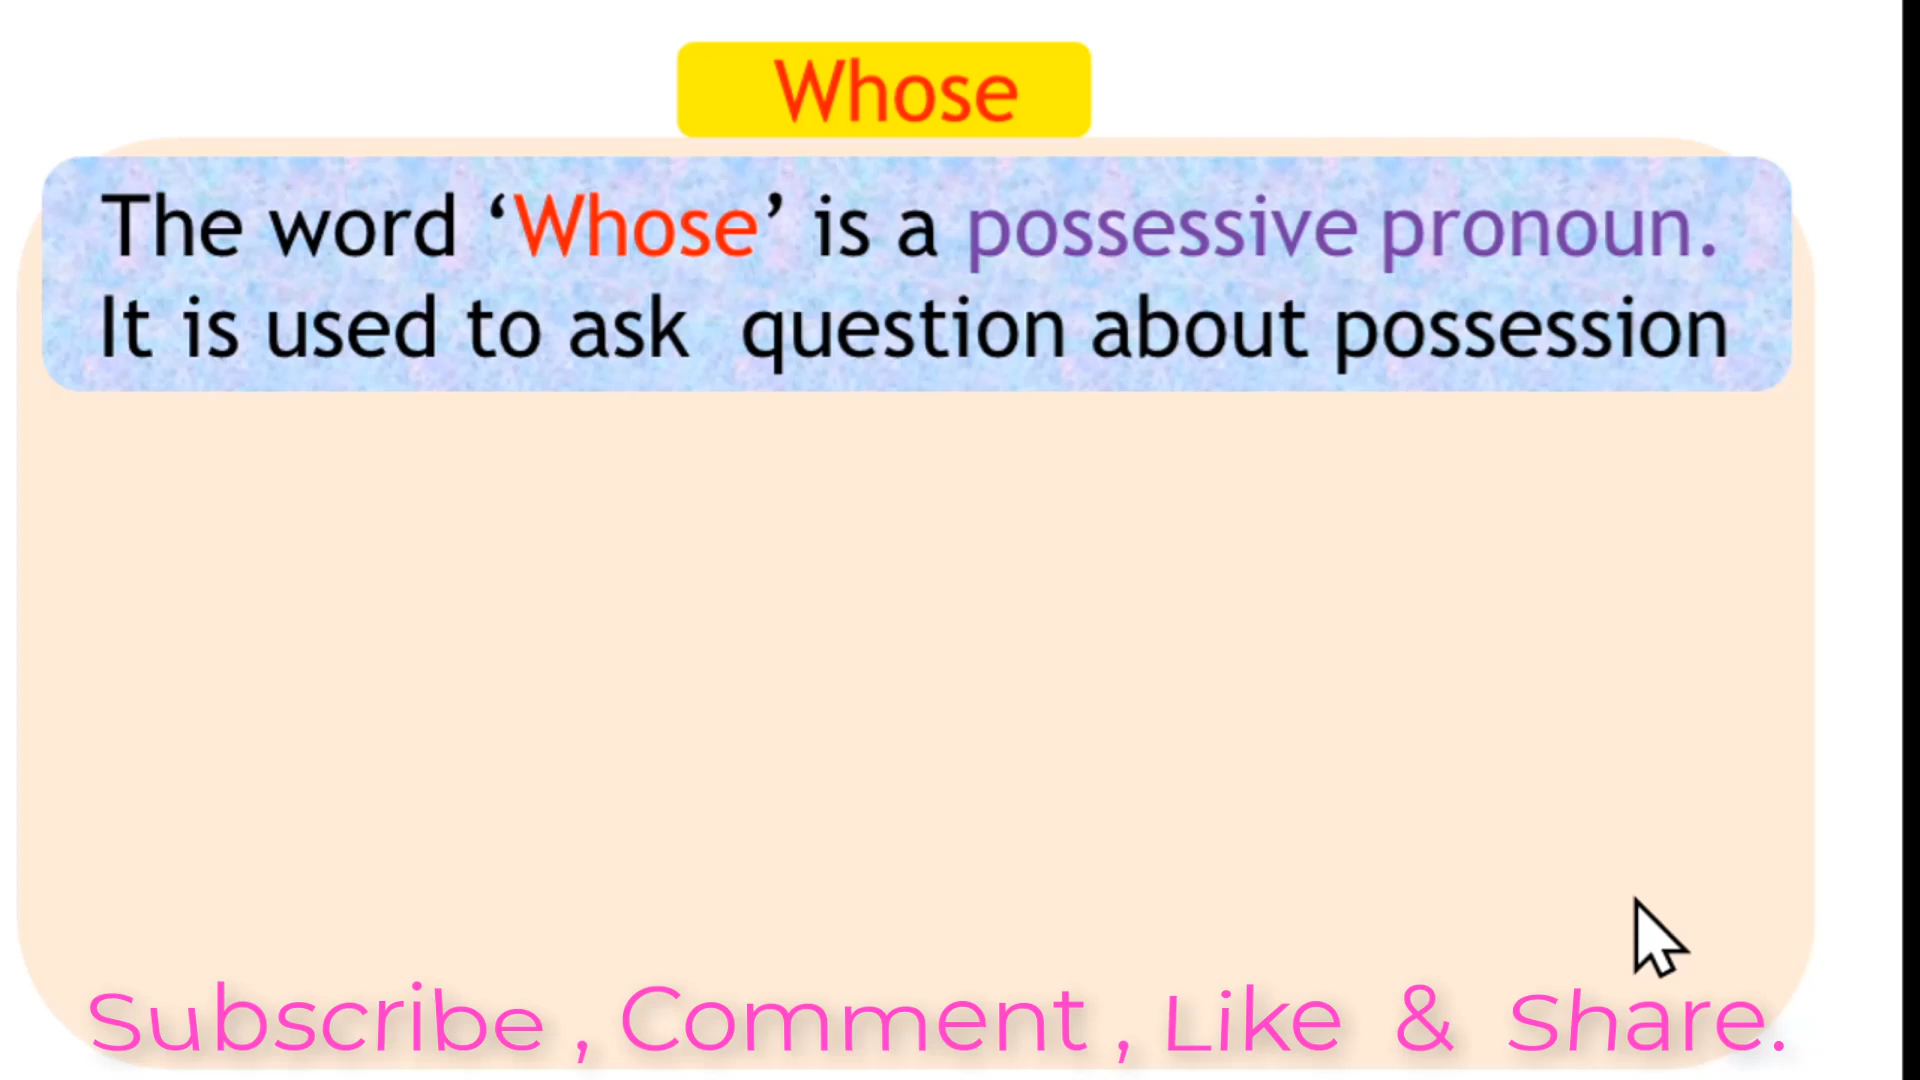 Whose
The word ‘Whose’ is a possessive pronoun.
It is used to ask question about possession
Subscribe , Comment , Like & Share.